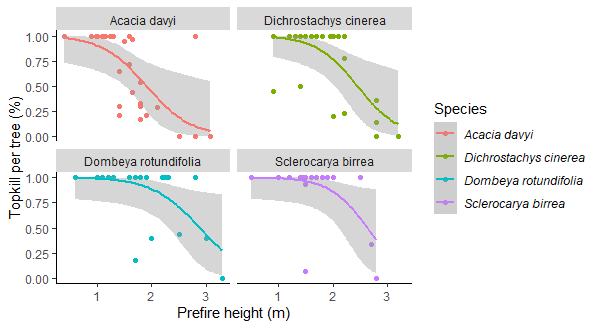 Acacia davyi
Dichrostachys cinerea
1.00
0.75
0.50
0.25
0.00
Dombeya rotundifolia
Sclerocarya birrea
1.00
0.75
0.50
0.25
0.00
1 2 3 1 2 3
Prefire height (m)
Topkill per tree (%)
Species
Acacia davyi
Dichrostachys cinerea
Dombeya rotundifolia
Sclerocarya birrea